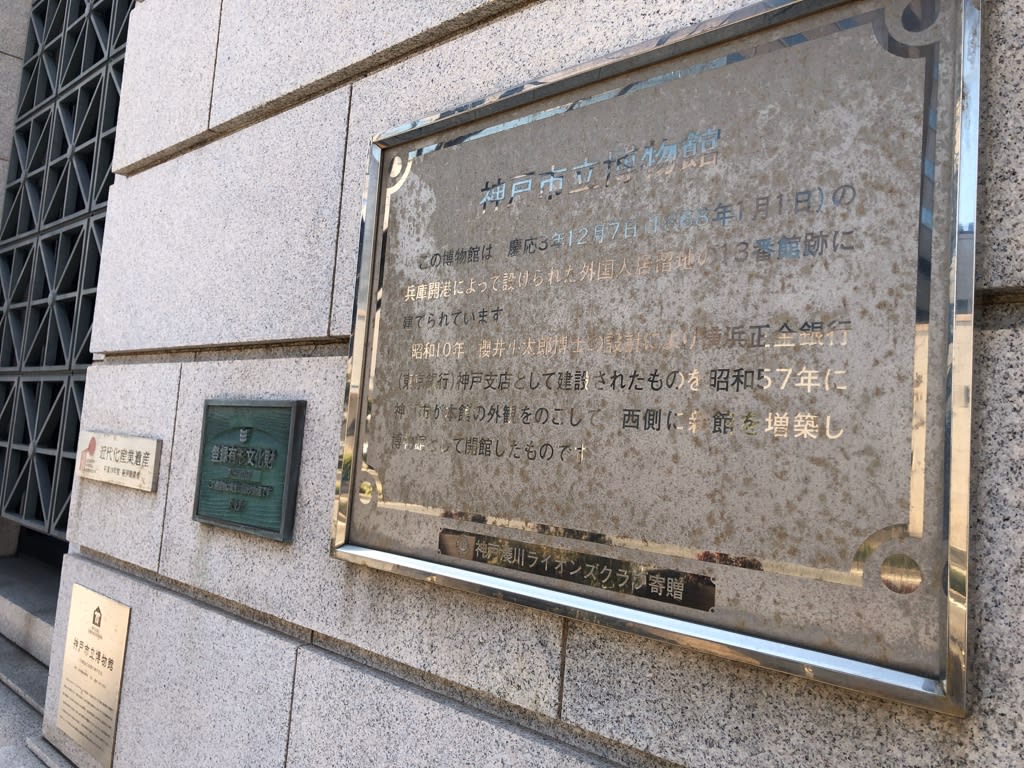 神戸市立博物館
この博物館は 慶応3年12月7日 年1月1日)の
兵庫開港によって設けられた外国人居留地の13番館跡に
建てられています
昭和10年 櫻井小太郎博士の設計により横浜正金銀行
(東京銀行)神戸支店として建設されたものを 昭和57年に
神戸市が本館の外観をのこして 西側に新館を増築し
博物館として開館したものです
神戸湊川ライオンズクラブ寄贈
登録有形文化財
近代化産業遺産
神戸市立博物館